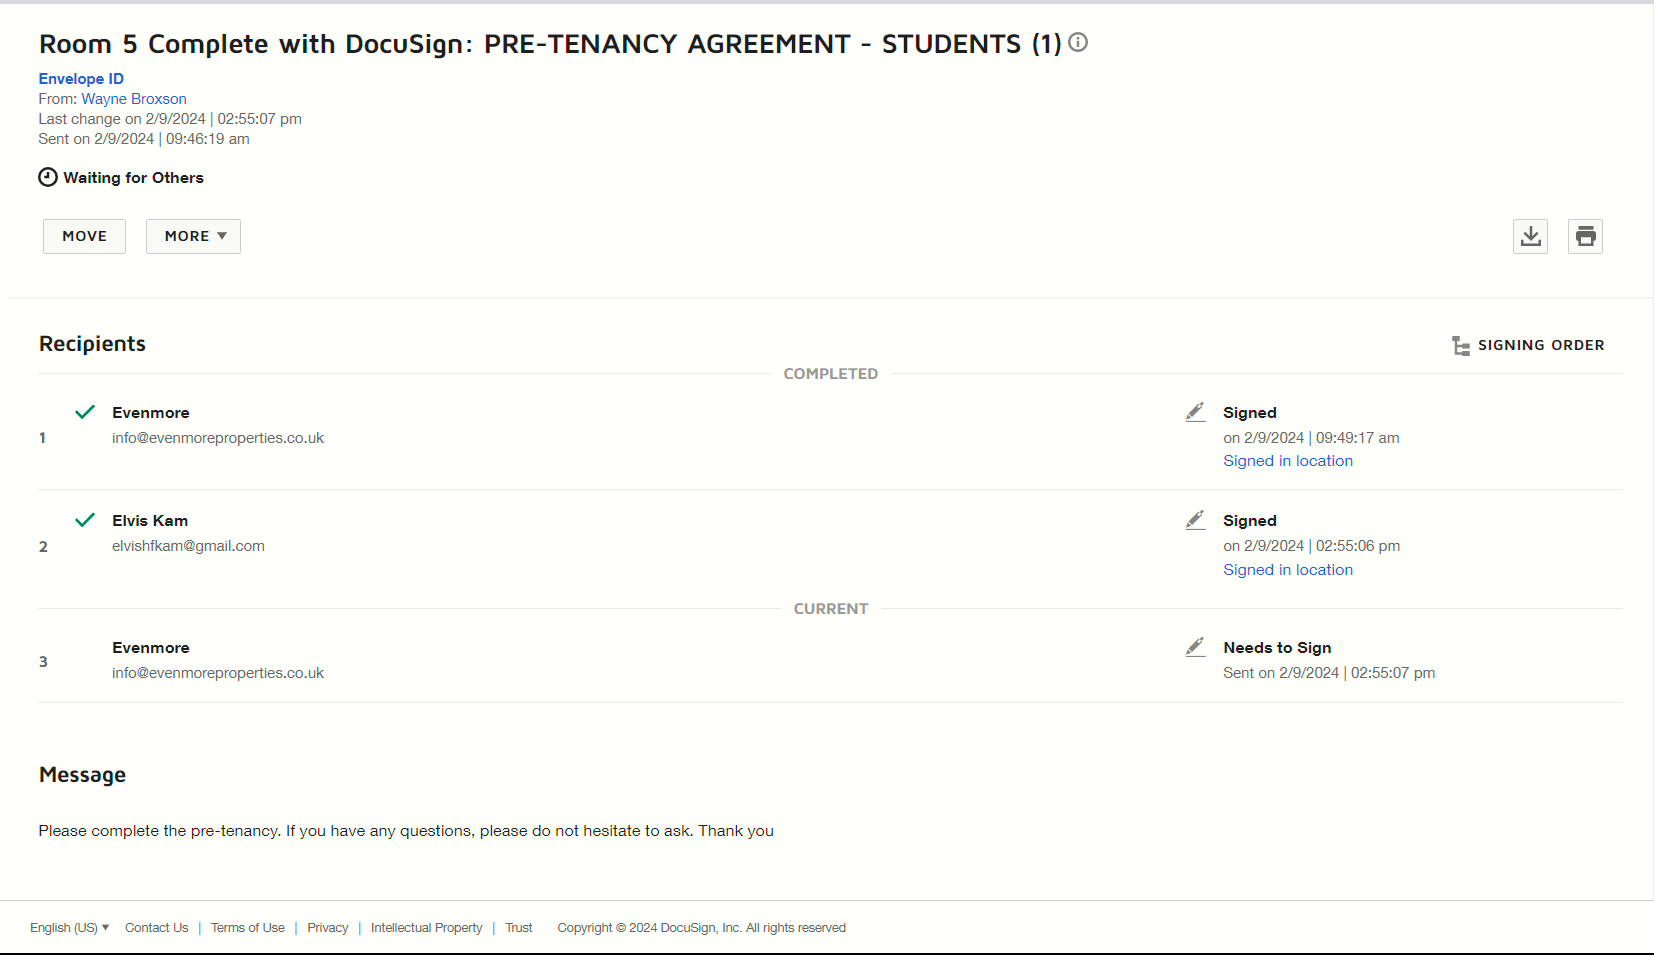 Room 5 Complete with DocuSign: PRE-TENANCY AGREEMENT - STUDENTS (1)
Envelope ID
From: Wayne Broxson
Last change on 2/9/2024 | 02:55:07 pm
Sent on 2/9/2024 | 09:46:19 am
Waiting for Others
MOVE
MORE
Recipients
SIGNING ORDER
COMPLETED
1
Evenmore
info@evenmoreproperties.co.uk
Signed
on 2/9/2024 | 09:49:17 am
Signed in location
2
Elvis Kam
elvishfkam@gmail.com
Signed
on 2/9/2024 | 02:55:06 pm
Signed in location
CURRENT
3
Evenmore
info@evenmoreproperties.co.uk
Needs to Sign
Sent on 2/9/2024 | 02:55:07 pm
Message
Please complete the pre-tenancy. If you have any questions, please do not hesitate to ask. Thank you
English (US) Contact Us | Terms of Use | Privacy | Intellectual Property | Trust Copyright © 2024 DocuSign, Inc. All rights reserved